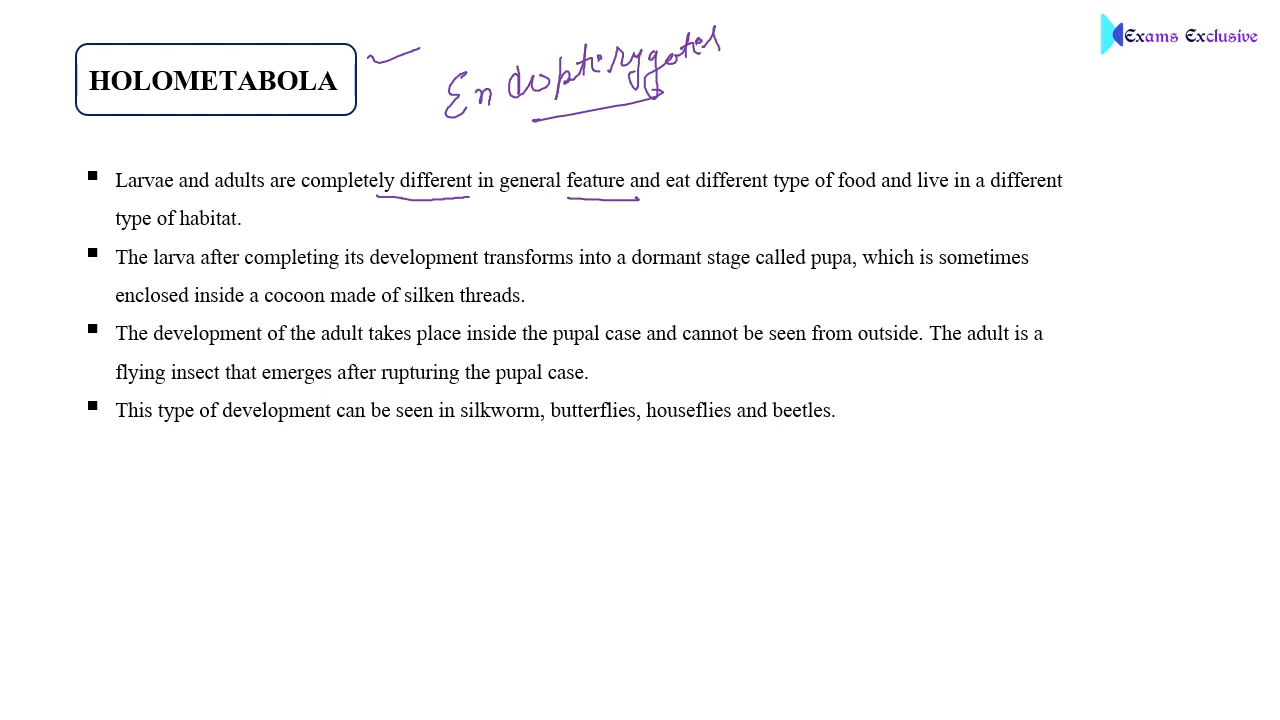 Exams Exclusive
HOLOMETABOLA
Endopterygotes
▪ Larvae and adults are completely different in general feature and eat different type of food and live in a different
type of habitat.
▪ The larva after completing its development transforms into a dormant stage called pupa, which is sometimes
enclosed inside a cocoon made of silken threads.
▪ The development of the adult takes place inside the pupal case and cannot be seen from outside. The adult is a
flying insect that emerges after rupturing the pupal case.
▪ This type of development can be seen in silkworm, butterflies, houseflies and beetles.